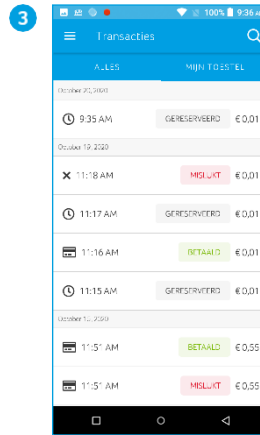 3
100% 9:36
Transacties
ALLES MIJN TOESTEL
October 20, 2020
9:35 AM GERESERVEERD € 0,01
October 19, 2020
11:18 AM MISLUKT € 0,01
11:17 AM GERESERVEERD € 0,01
11:16 AM BETAALD € 0,01
11:15 AM GERESERVEERD € 0,01
October
11:51 AM BETAALD € 0,55
11:51 AM MISLUKT € 0,55